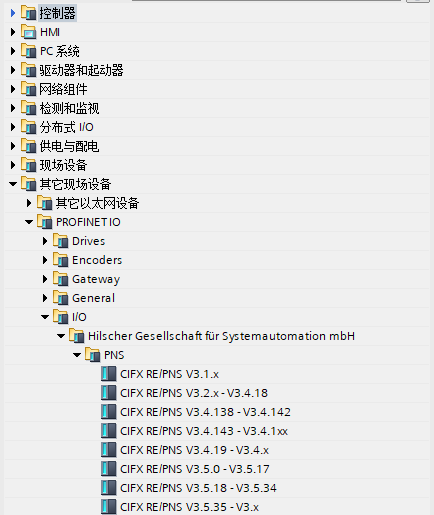 控制器
HMI
PC 系统
驱动器和起动器
网络组件
检测和监视
分布式 I/O
供电与配电
现场设备
其它现场设备
其它以太网设备
PROFINET IO
Drives
Encoders
Gateway
General
I/O
Hilscher Gesellschaft für Systemautomation mbH
PNS
CIFX RE/PNS V3.1.x
CIFX RE/PNS V3.2.x - V3.4.18
CIFX RE/PNS V3.4.138 - V3.4.142
CIFX RE/PNS V3.4.143 - V3.4.1xx
CIFX RE/PNS V3.4.19 - V3.4.x
CIFX RE/PNS V3.5.0 - V3.5.17
CIFX RE/PNS V3.5.18 - V3.5.34
CIFX RE/PNS V3.5.35 - V3.x